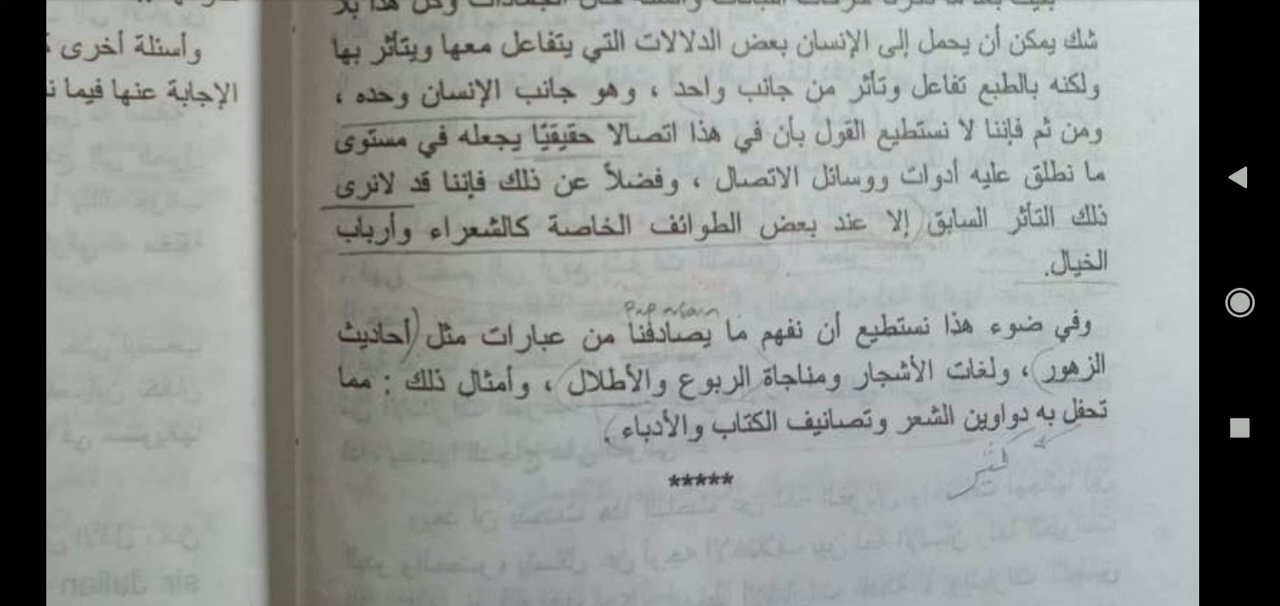 شك يمكن أن يحمل إلى الإنسان بعض الدلالات التي يتفاعل معها ويتأثر بها
ولكنه بالطبع تفاعل وتأثر من جانب واحد ، وهو جانب الإنسان وحده ،
ومن ثم فإننا لا نستطيع القول بأن في هذا اتصالا حقيقيًا يجعله في مستوى
ما نطلق عليه أدوات ووسائل الاتصال ، وفضلاً عن ذلك فإننا قد لانرى
ذلك التأثر السابق (إلا عند بعض الطوائف الخاصة كالشعراء وأرباب
الخيال.
وفي ضوء هذا نستطيع أن نفهم ما يصادفنا من عبارات مثل (أحاديث
الزهور) ، ولغات الأشجار ومناجاة الربوع والأطلال ، وأمثال ذلك : مما
تحفل به دواوين الشعر وتصانيف الكتاب والأدباء .
*****
وأسئلة أخرى
الإجابة عنها فيما